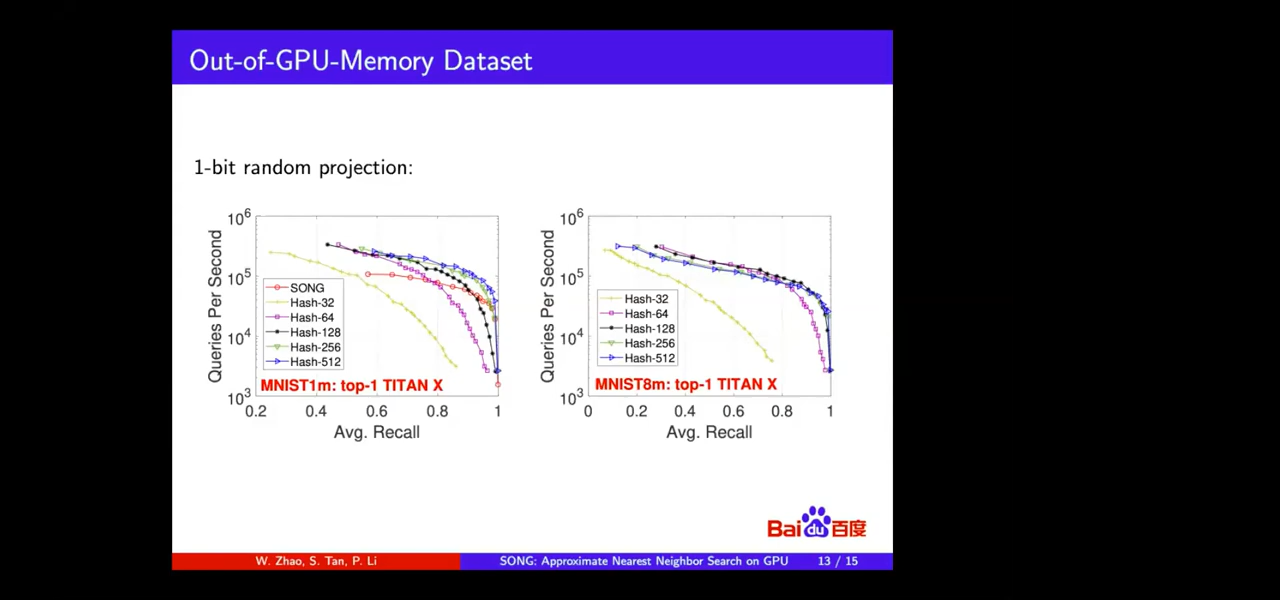 Out-of-GPU-Memory Dataset
1-bit random projection:
10^6
10^5
10^4
10^3
Queries Per Second
SONG
Hash-32
Hash-64
Hash-128
Hash-256
Hash-512
MNIST1m: top-1 TITAN X
0.2 0.4 0.6 0.8 1
Avg. Recall
10^6
10^5
10^4
10^3
Queries Per Second
Hash-32
Hash-64
Hash-128
Hash-256
Hash-512
MNIST8m: top-1 TITAN X
0 0.2 0.4 0.6 0.8 1
Avg. Recall
Bai du 百度
W. Zhao, S. Tan, P. Li
SONG: Approximate Nearest Neighbor Search on GPU
13 / 15